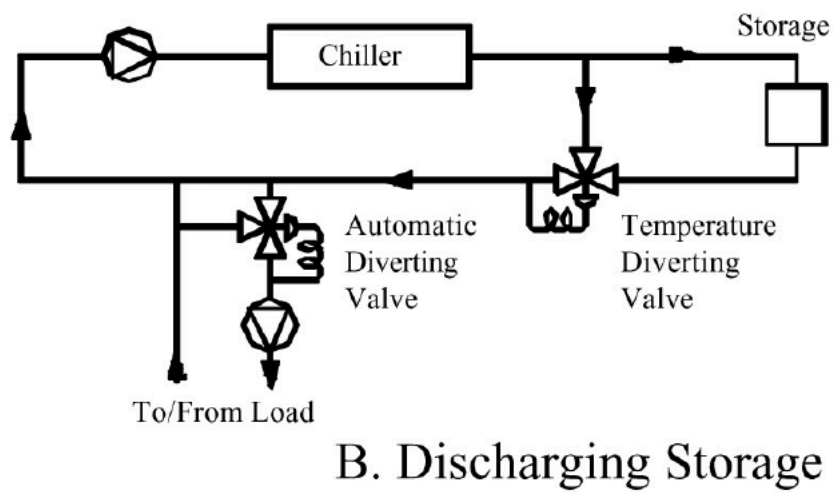 Storage
Chiller
Automatic
Diverting
Valve
Temperature
Diverting
Valve
To/From Load
B. Discharging Storage